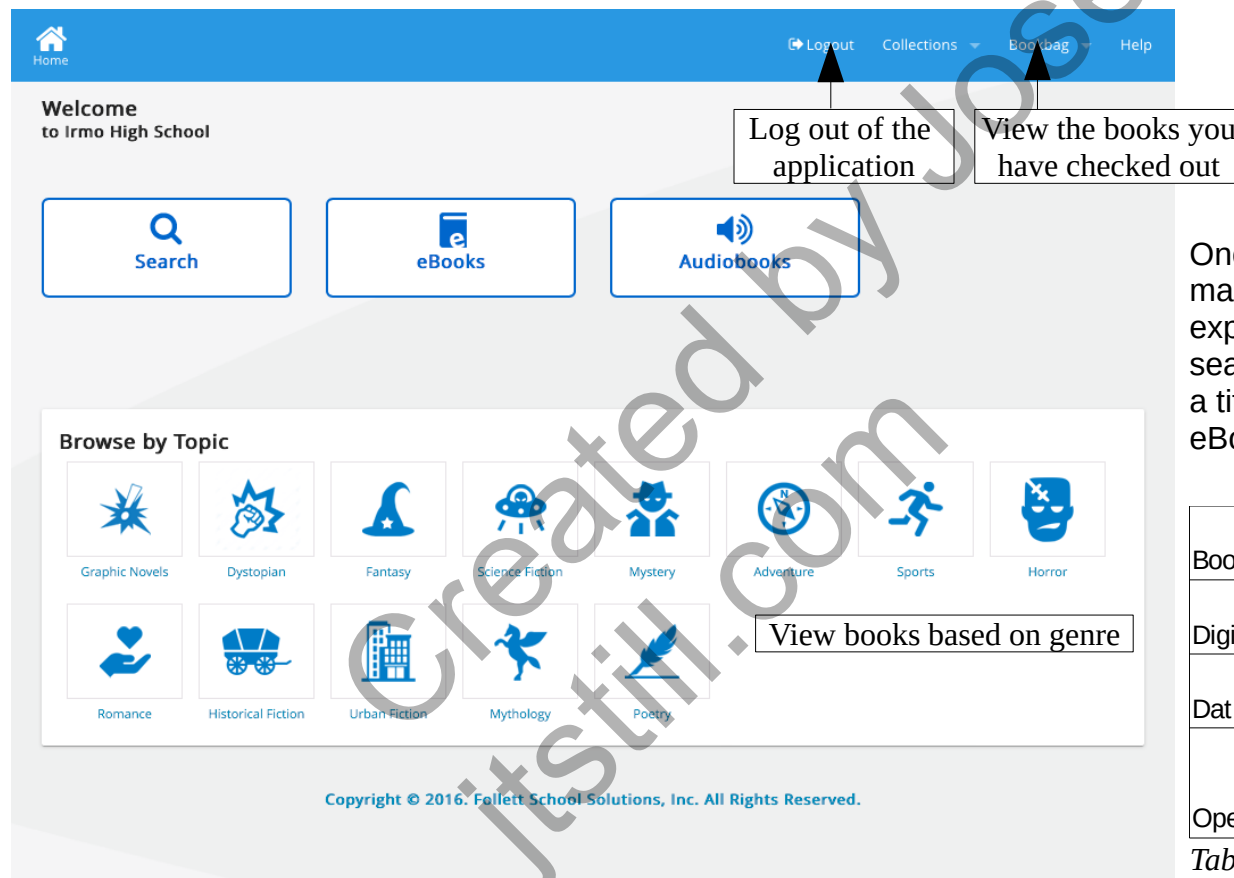 Home
Logout Collections Bookbag Help
Welcome
to Irmo High School
Log out of the
application
View the books you
have checked out
Search
eBooks
Audiobooks
Browse by Topic
Graphic Novels Dystopian Fantasy Science Fiction Mystery Adventure Sports Horror
View books based on genre
Romance Historical Fiction Urban Fiction Mythology Poetry
Copyright © 2016. Follett School Solutions, Inc. All Rights Reserved.
Created by Jose
jtstill.com